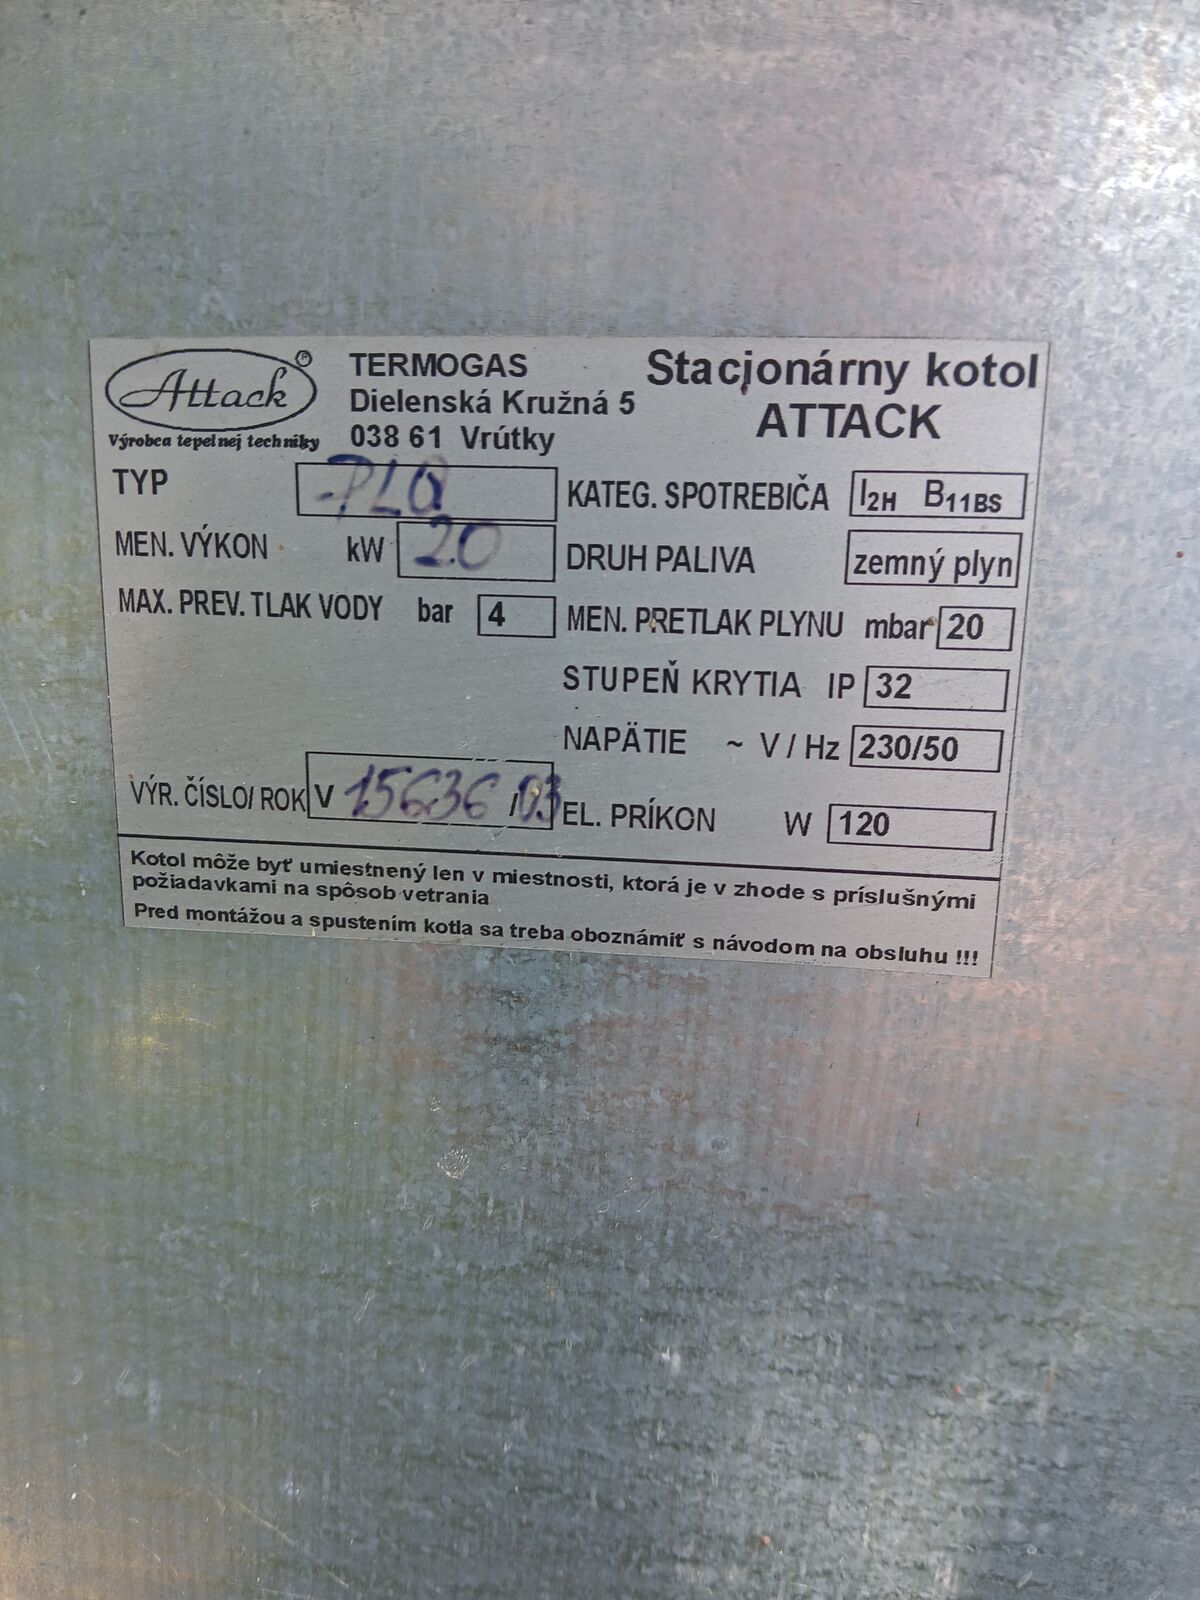 Attack ®
Výrobca tepelnej techniky
TERMOGAS
Dielenská Kružná 5
038 61 Vrútky
Stacionárny kotol
ATTACK
TYP PLQ
MEN. VÝKON kW 20
MAX. PREV. TLAK VODY bar 4
VÝR. ČÍSLO/ ROK V 15636 /03
KATEG. SPOTREBIČA I2H B11BS
DRUH PALIVA zemný plyn
MEN. PRETLAK PLYNU mbar 20
STUPEŇ KRYTIA IP 32
NAPÄTIE ~ V / Hz 230/50
EL. PRÍKON W 120
Kotol môže byť umiestnený len v miestnosti, ktorá je v zhode s príslušnými
požiadavkami na spôsob vetrania
Pred montážou a spustením kotla sa treba oboznámiť s návodom na obsluhu !!!